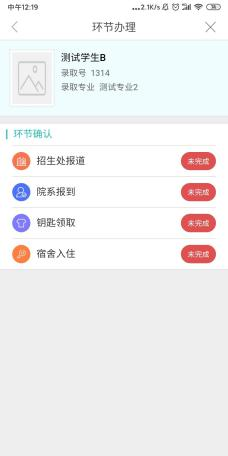 中午12:19
...2.1K/s
环节办理
测试学生B
录取号 1314
录取专业 测试专业2
环节确认
招生处报道 未完成
院系报到 未完成
钥匙领取 未完成
宿舍入住 未完成